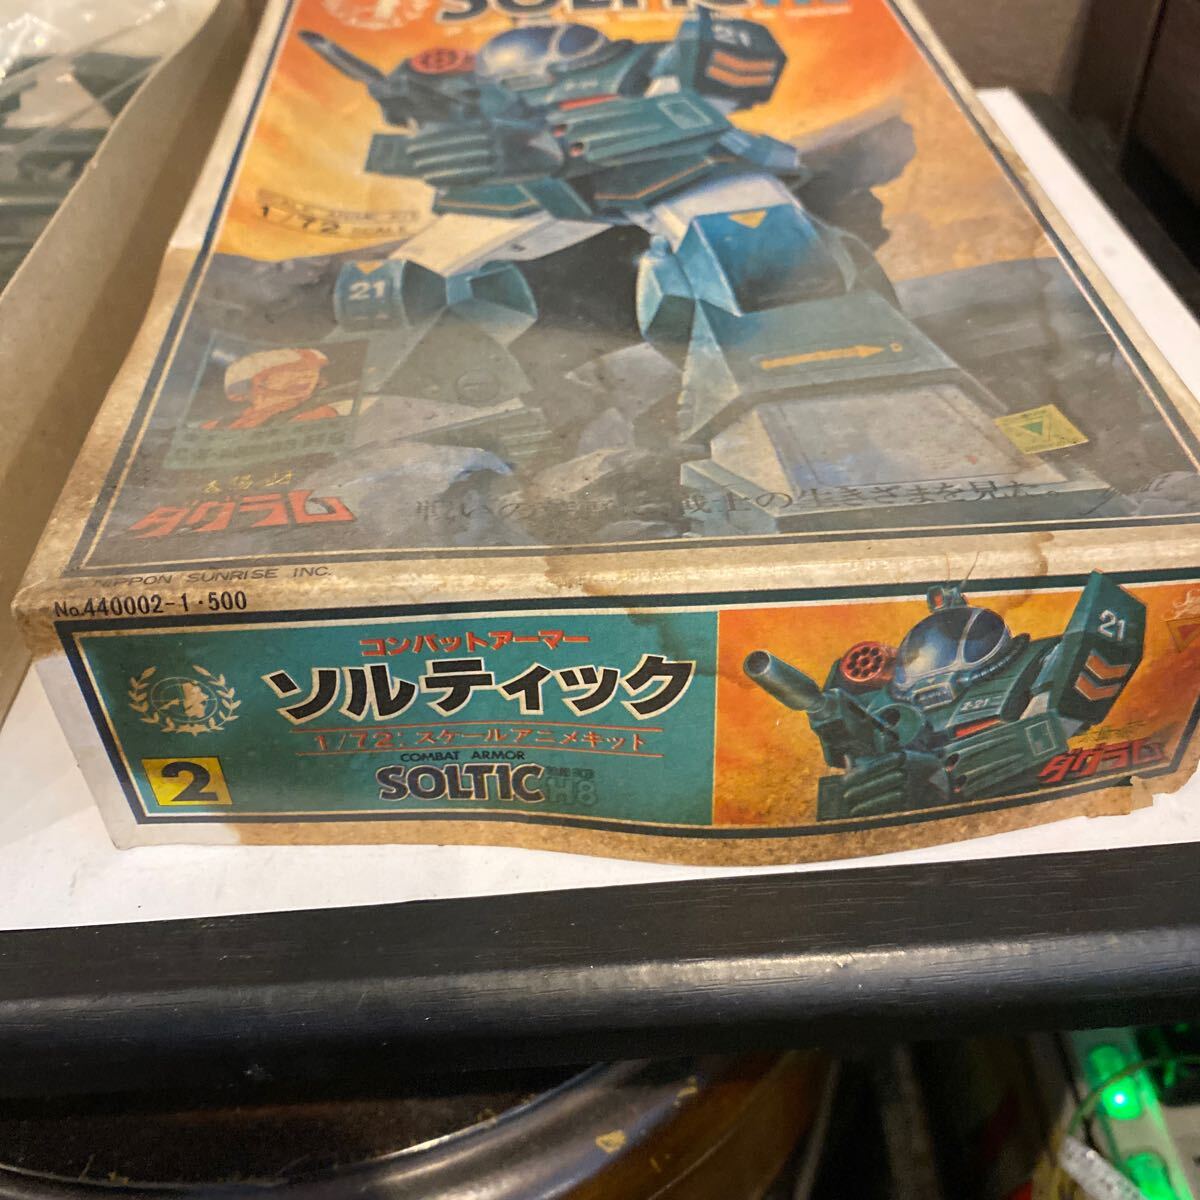 SOLTIC H8
21
1/72 SCALE
21
太陽の牙
ダグラム
戦いの
戦士の生きざまを見た。
NIPPON SUNRISE INC.
No.440002-1・500
コンバットアーマー
ソルティック
1/72 スケールアニメキット
COMBAT ARMOR
SOLTIC H8
2
21
Z-21
ダグラム